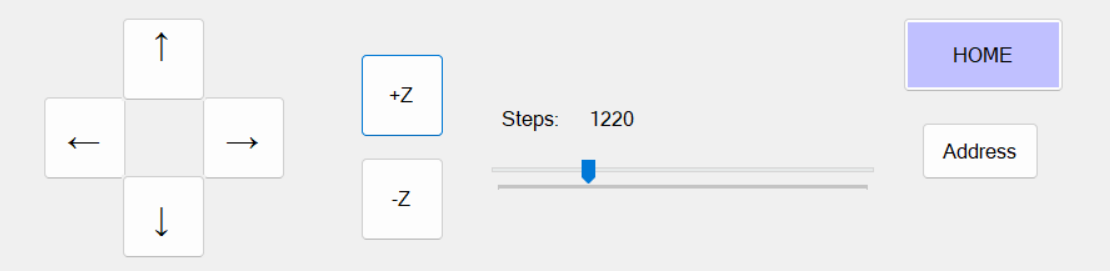 ↑
HOME
+Z
← →
Steps: 1220
Address
-Z
↓